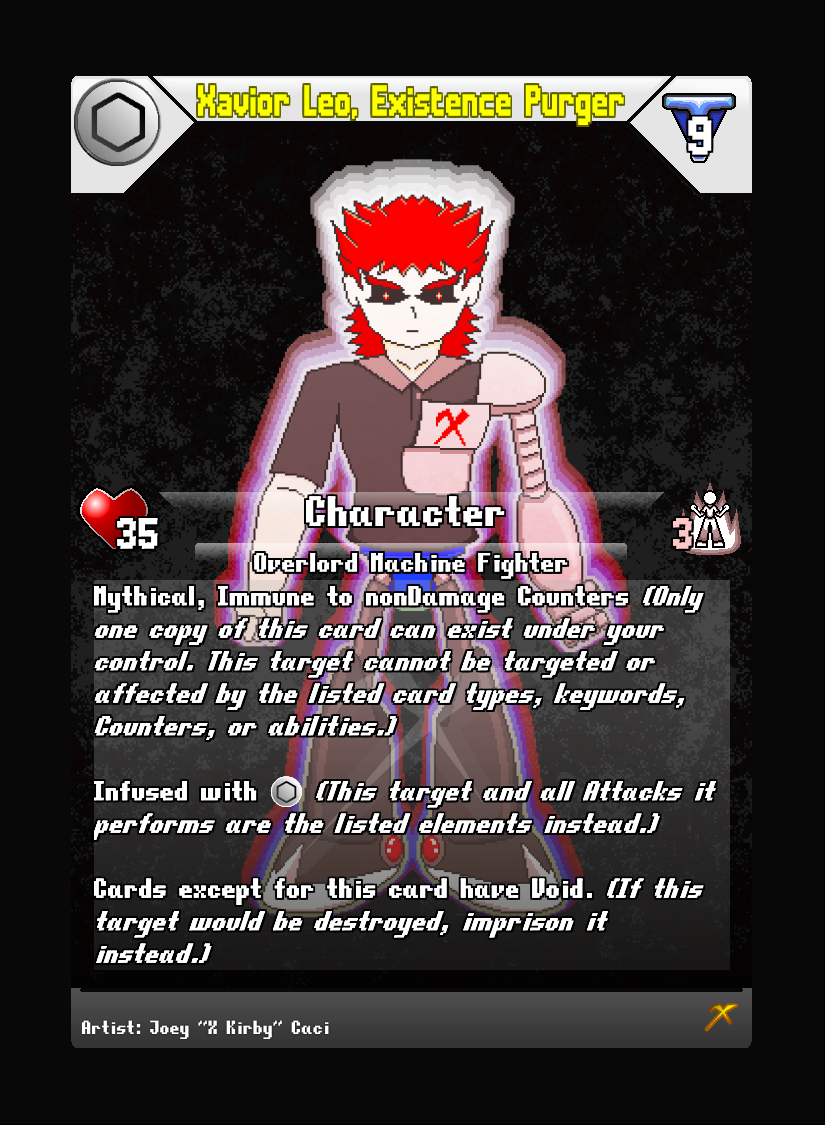 Xavior Leo, Existence Purger
9
35
Character
3
Overlord Machine Fighter
Mythical, Immune to nonDamage Counters (Only
one copy of this card can exist under your
control. This target cannot be targeted or
affected by the listed card types, keywords,
Counters, or abilities.)
Infused with (This target and all Attacks it
performs are the listed elements instead.)
Cards except for this card have Void. (If this
target would be destroyed, imprison it
instead.)
Artist: Joey "X Kirby" Caci